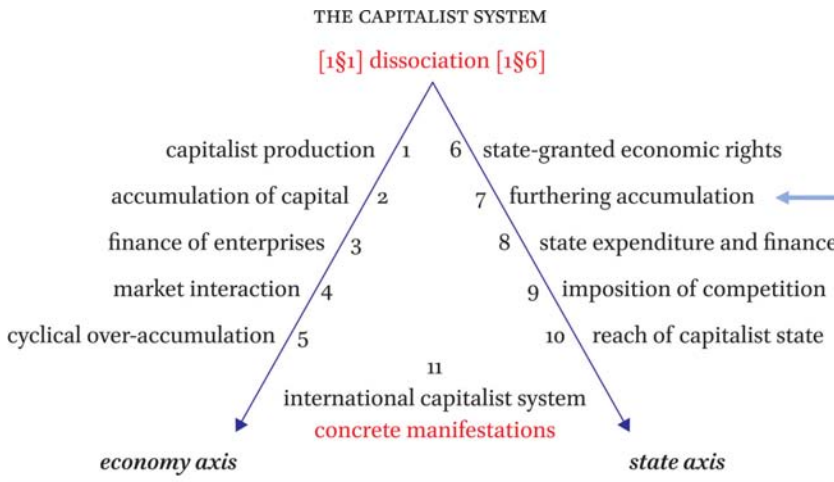 THE CAPITALIST SYSTEM
[1§1] dissociation [1§6]
capitalist production 1 6 state-granted economic rights
accumulation of capital 2 7 furthering accumulation
finance of enterprises 3 8 state expenditure and finance
market interaction 4 9 imposition of competition
cyclical over-accumulation 5 10 reach of capitalist state
11
international capitalist system
concrete manifestations
economy axis state axis